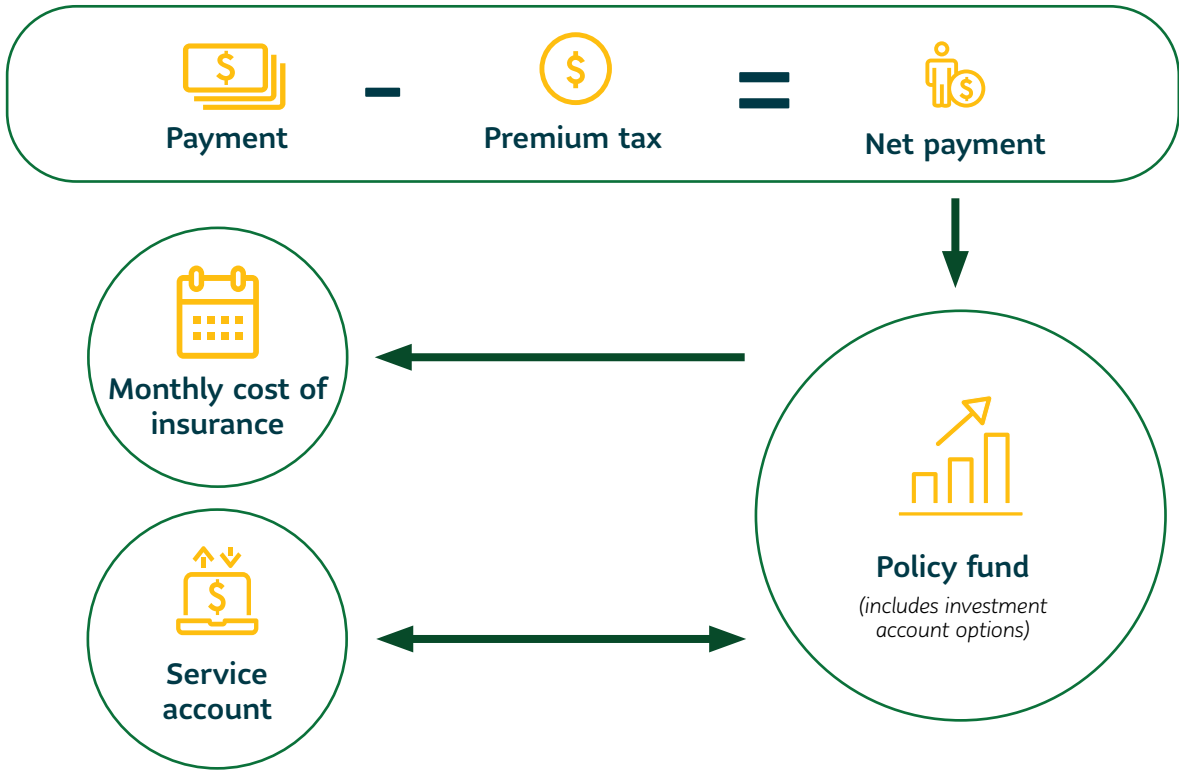 $ $ $
- =
Payment Premium tax Net payment
Monthly cost of
insurance
Policy fund
(includes investment
account options)
$
Service
account